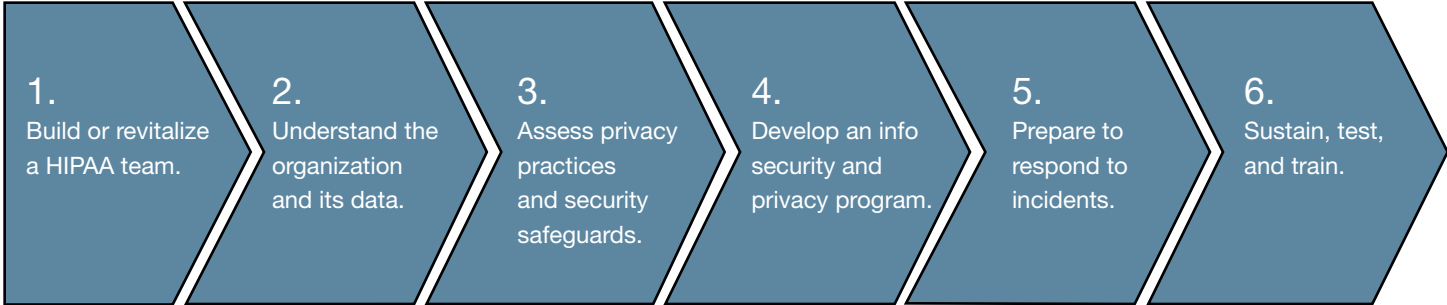 1.
Build or revitalize
a HIPAA team.
2.
Understand the
organization
and its data.
3.
Assess privacy
practices
and security
safeguards.
4.
Develop an info
security and
privacy program.
5.
Prepare to
respond to
incidents.
6.
Sustain, test,
and train.